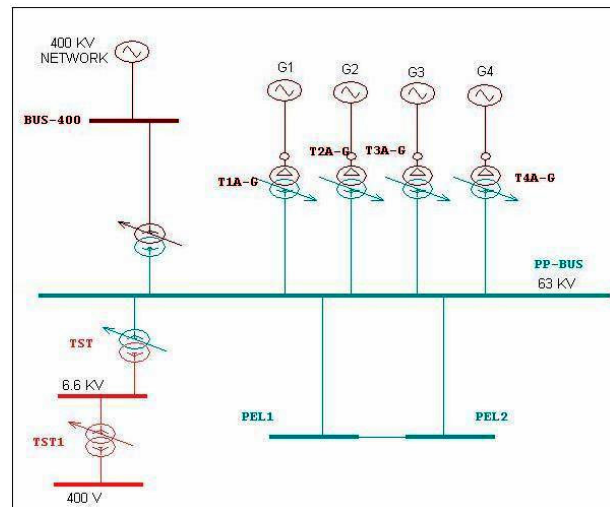 400 KV
NETWORK
G1
G2
G3
G4
BUS-400
T2A-G
T3A-G
T1A-G
T4A-G
PP-BUS
63 KV
TST
6.6 KV
PEL1
PEL2
TST1
400 V